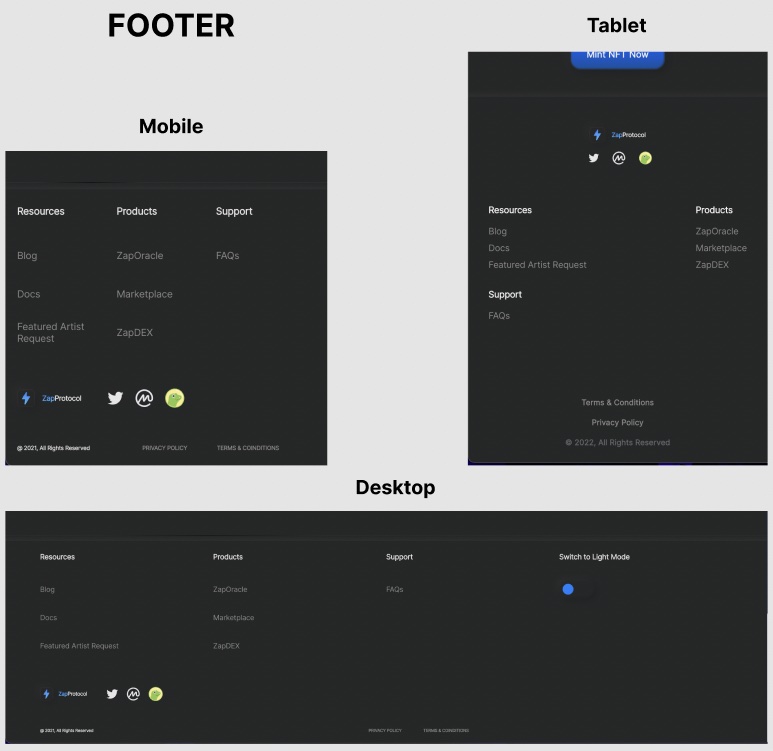 FOOTER
Tablet
Mint NFT Now
ZapProtocol
Resources Products
Blog ZapOracle
Docs Marketplace
Featured Artist Request ZapDEX
Support
FAQs
Terms & Conditions
Privacy Policy
© 2022, All Rights Reserved
Mobile
Resources Products Support
Blog ZapOracle FAQs
Docs Marketplace
Featured Artist
Request ZapDEX
ZapProtocol
@ 2021, All Rights Reserved PRIVACY POLICY TERMS & CONDITIONS
Desktop
Resources Products Support Switch to Light Mode
Blog ZapOracle FAQs
Docs Marketplace
Featured Artist Request ZapDEX
ZapProtocol
@ 2021, All Rights Reserved PRIVACY POLICY TERMS & CONDITIONS